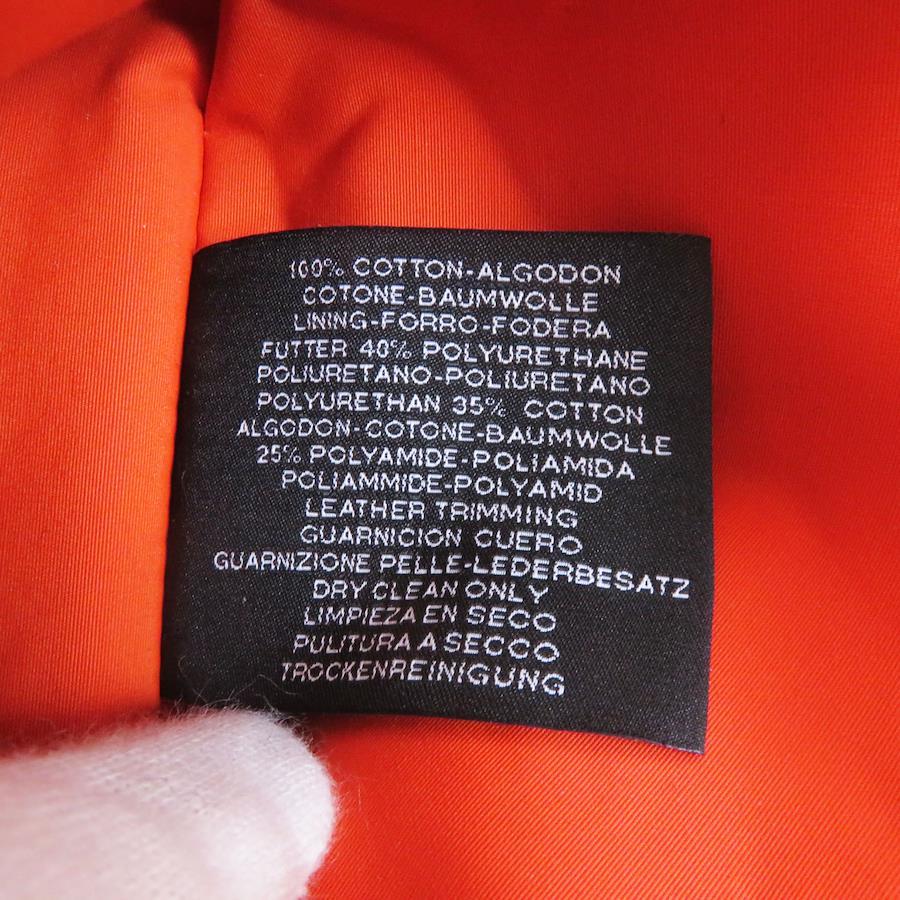 100% COTTON-ALGODON
COTONE-BAUMWOLLE
LINING-FORRO-FODERA
FUTTER 40% POLYURETHANE
POLIURETANO-POLIURETANO
POLYURETHAN 35% COTTON
ALGODON-COTONE-BAUMWOLLE
25% POLYAMIDE-POLIAMIDA
POLIAMMIDE-POLYAMID
LEATHER TRIMMING
GUARNICION CUERO
GUARNIZIONE PELLE-LEDERBESATZ
DRY CLEAN ONLY
LIMPIEZA EN SECO
PULITURA A SECCO
TROCKENREINIGUNG